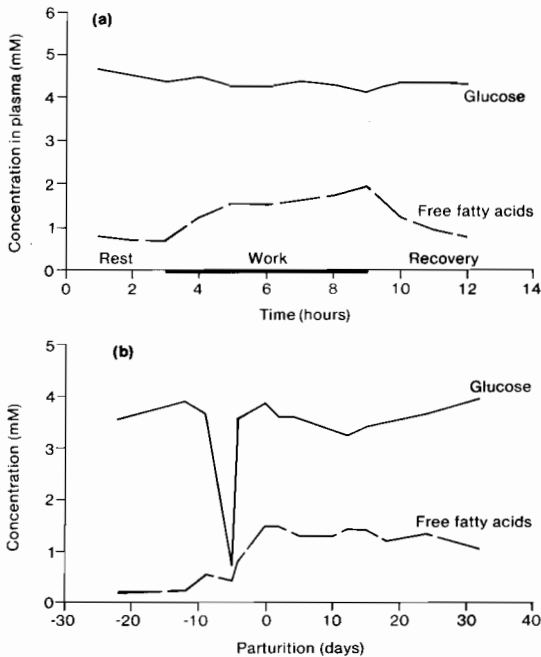 (a)
Concentration in plasma (mM)
6
5
4
3
2
1
0
Glucose
Free fatty acids
Rest Work Recovery
0 2 4 6 8 10 12 14
Time (hours)
(b)
Concentration (mM)
5
4
3
2
1
0
Glucose
Free fatty acids
-30 -20 -10 0 10 20 30 40
Parturition (days)